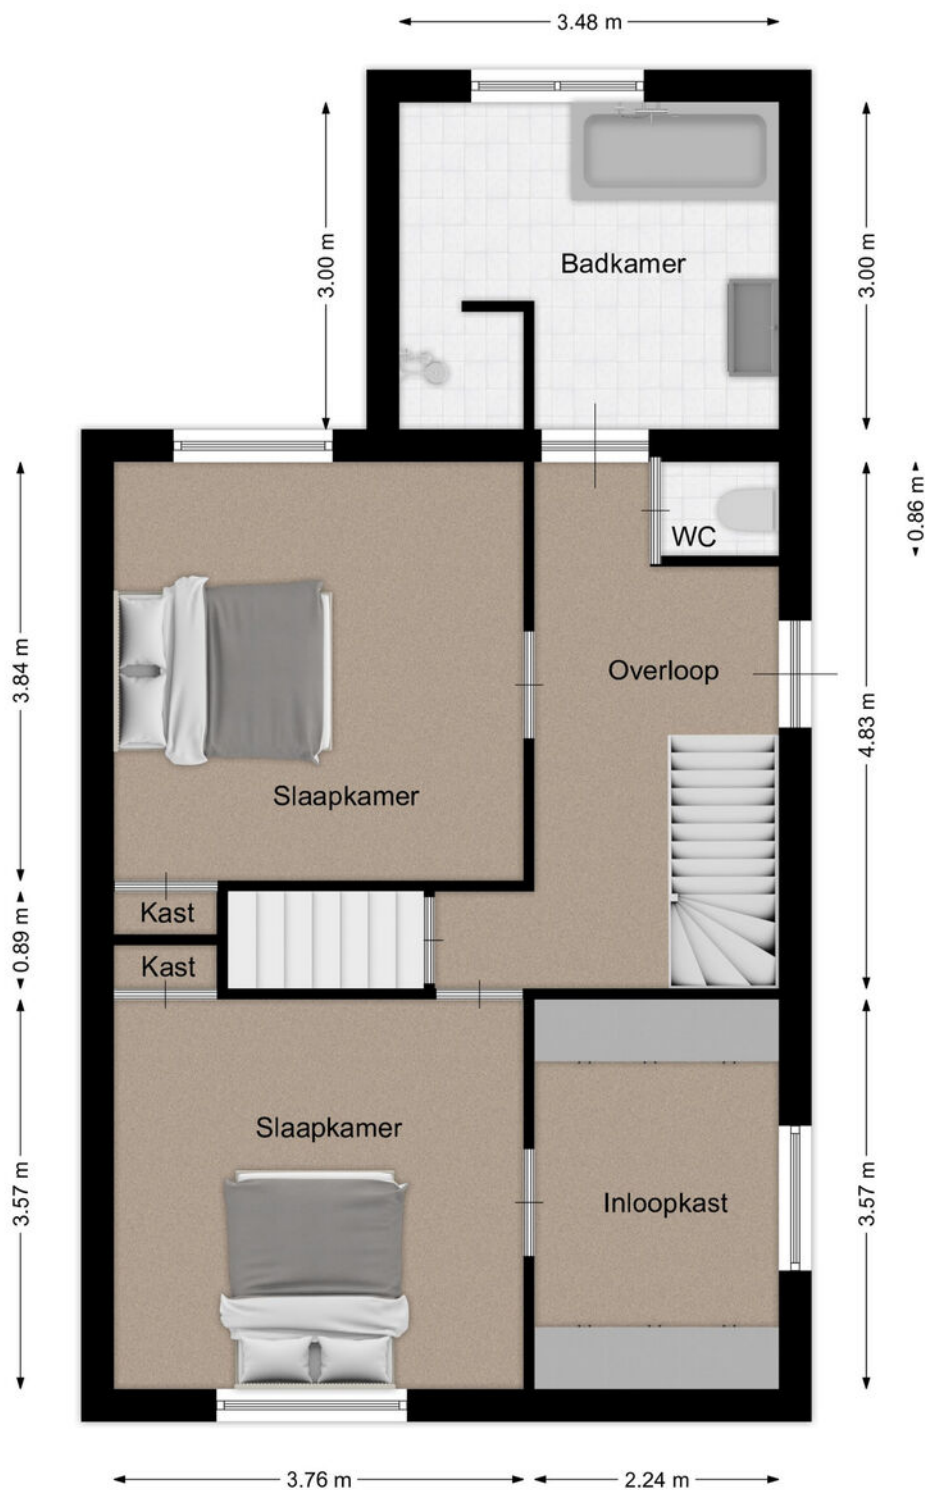 3.48 m
3.00 m
3.00 m
Badkamer
0.86 m
WC
3.84 m
Overloop
4.83 m
Slaapkamer
Kast
0.89 m
Kast
Slaapkamer
3.57 m
Inloopkast
3.57 m
3.76 m
2.24 m